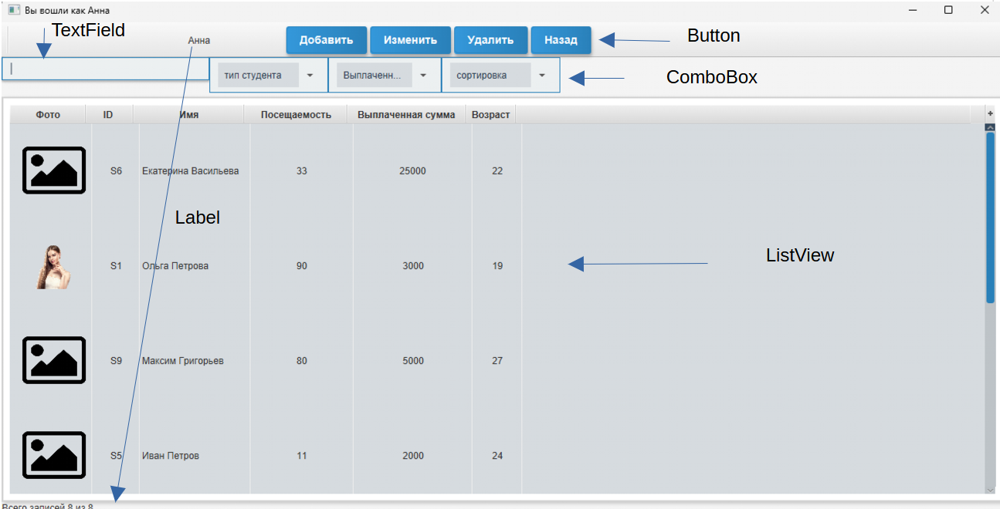 Вы вошли как Анна
TextField
Анна
Добавить Изменить Удалить Назад
Button
тип студента Выплаченн... сортировка
ComboBox
Фото ID Имя Посещаемость Выплаченная сумма Возраст +
S6 Екатерина Васильева 33 25000 22
Label
ListView
S1 Ольга Петрова 90 3000 19
S9 Максим Григорьев 80 5000 27
S5 Иван Петров 11 2000 24
Всего записей 8 из 8